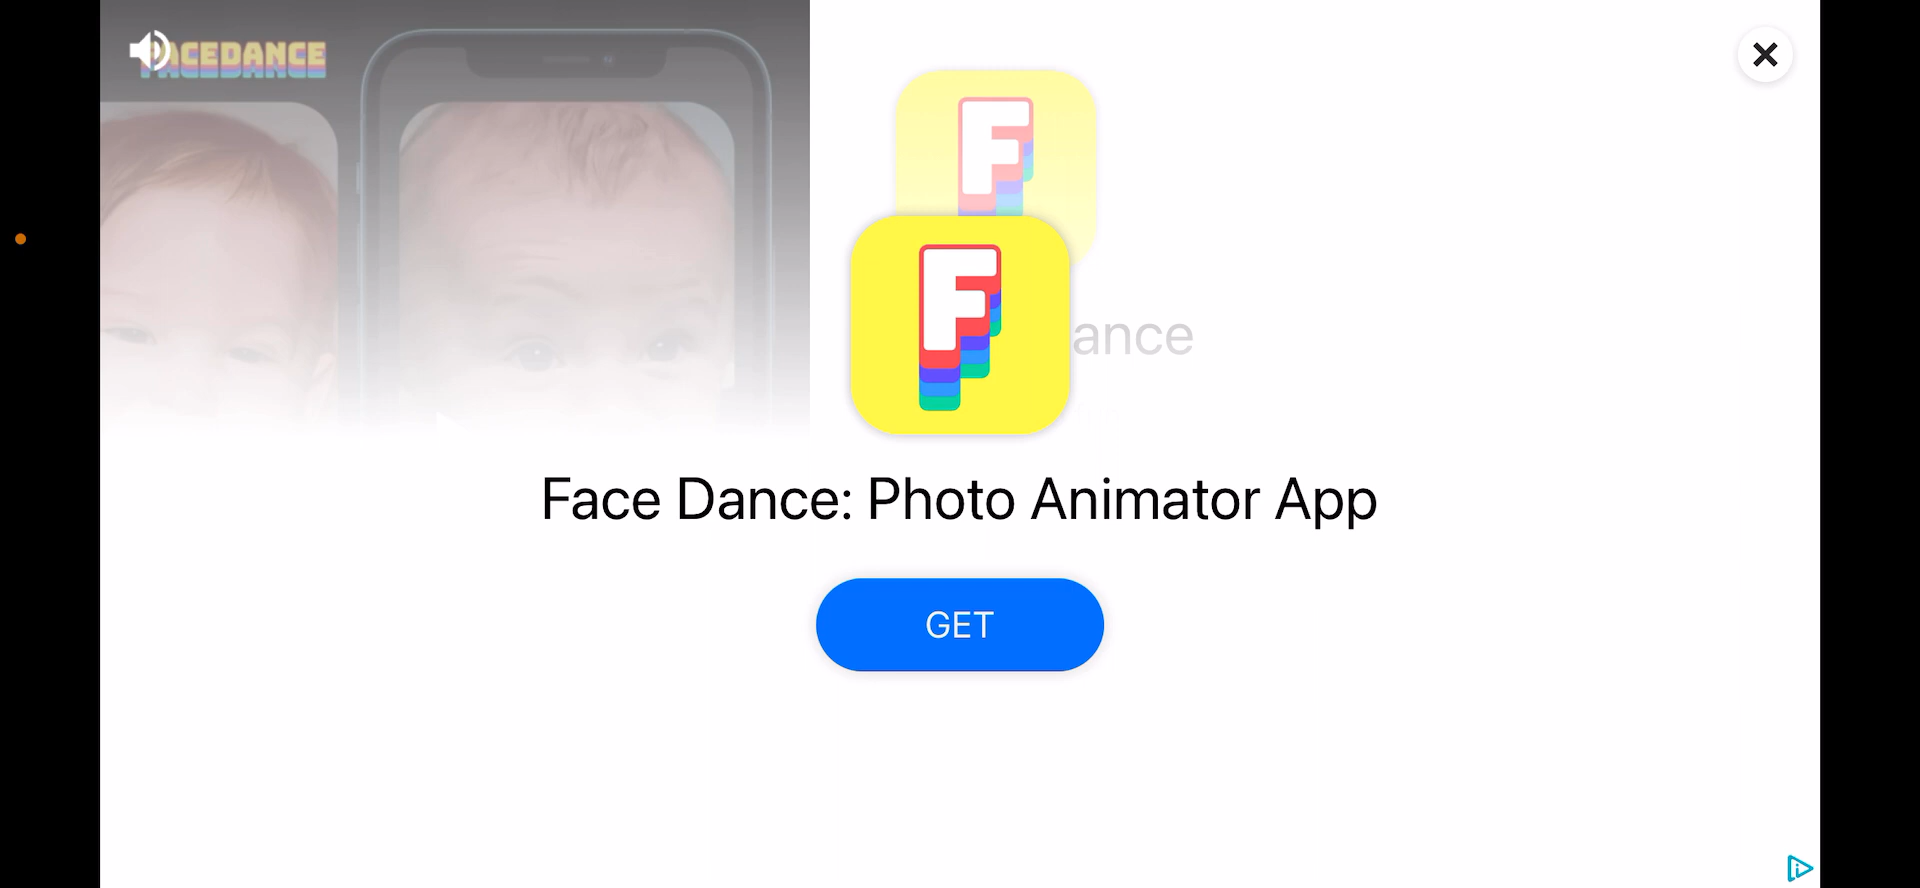 FACEDANCE
F
F
ance
Face Dance: Photo Animator App
GET